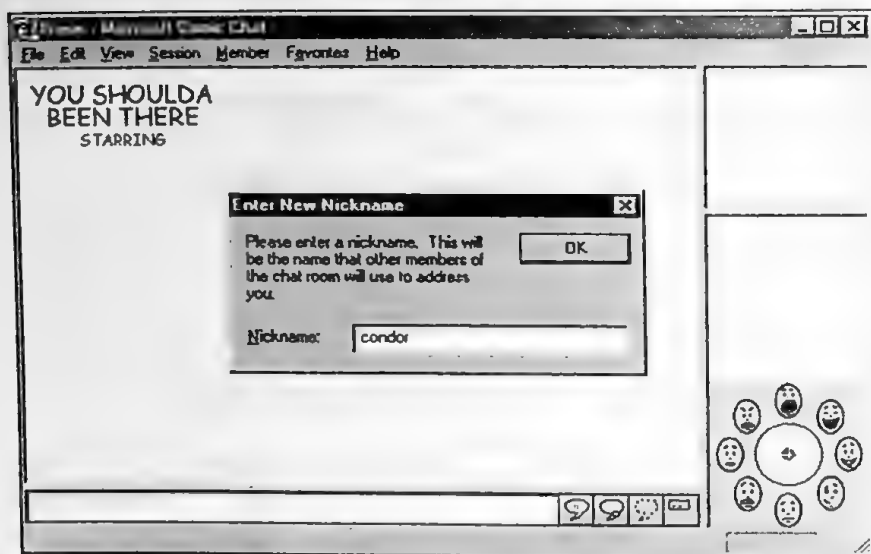 Microsoft Comic Chat
File Edit View Session Member Favorites Help
YOU SHOULDA
BEEN THERE
STARRING
Enter New Nickname
Please enter a nickname. This will
be the name that other members of
the chat room will use to address
you.
OK
Nickname: condor